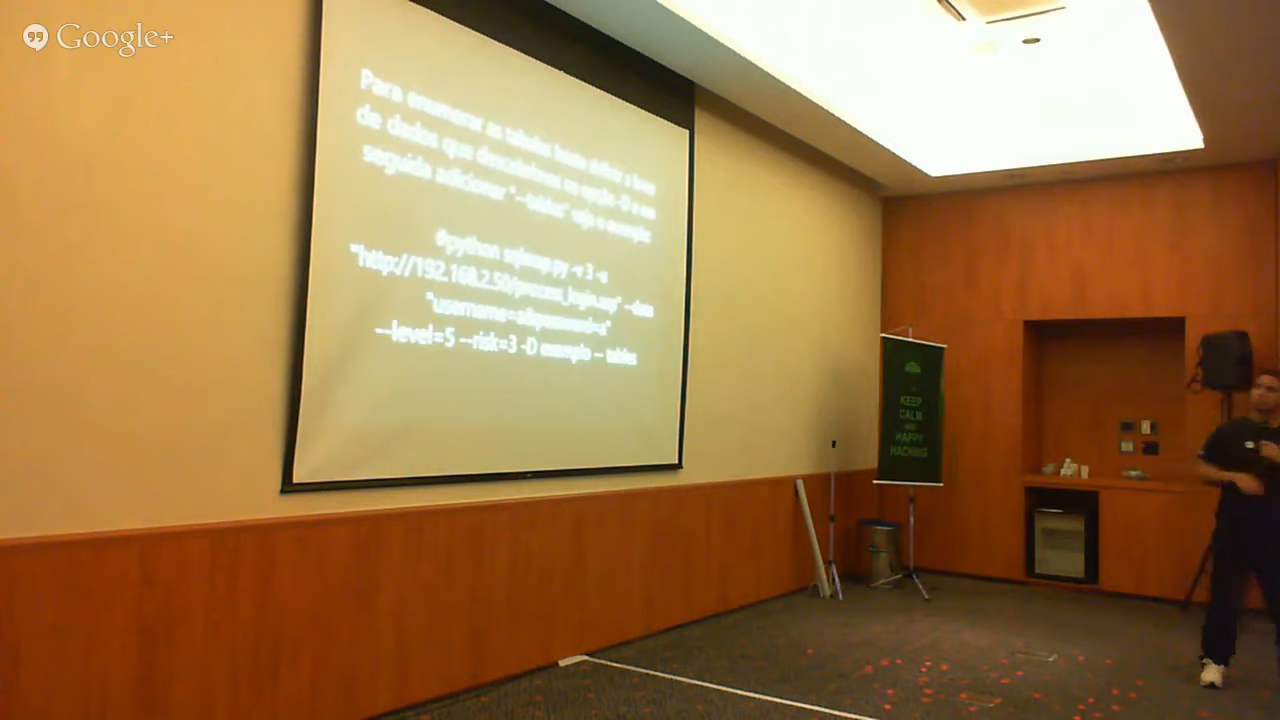 Google+
Para enumerar as tabelas basta definir a base
de dados que descobrimos na opção -D e em
seguida adicionar "--tables" veja o exemplo:
#python sqlmap.py -v 3 -u
"http://192.168.2.50/process_login.asp" --data
--level=5 --risk=3 -D exemplo -- tables
KEEP
CALM
AND
HAPPY
HACKING